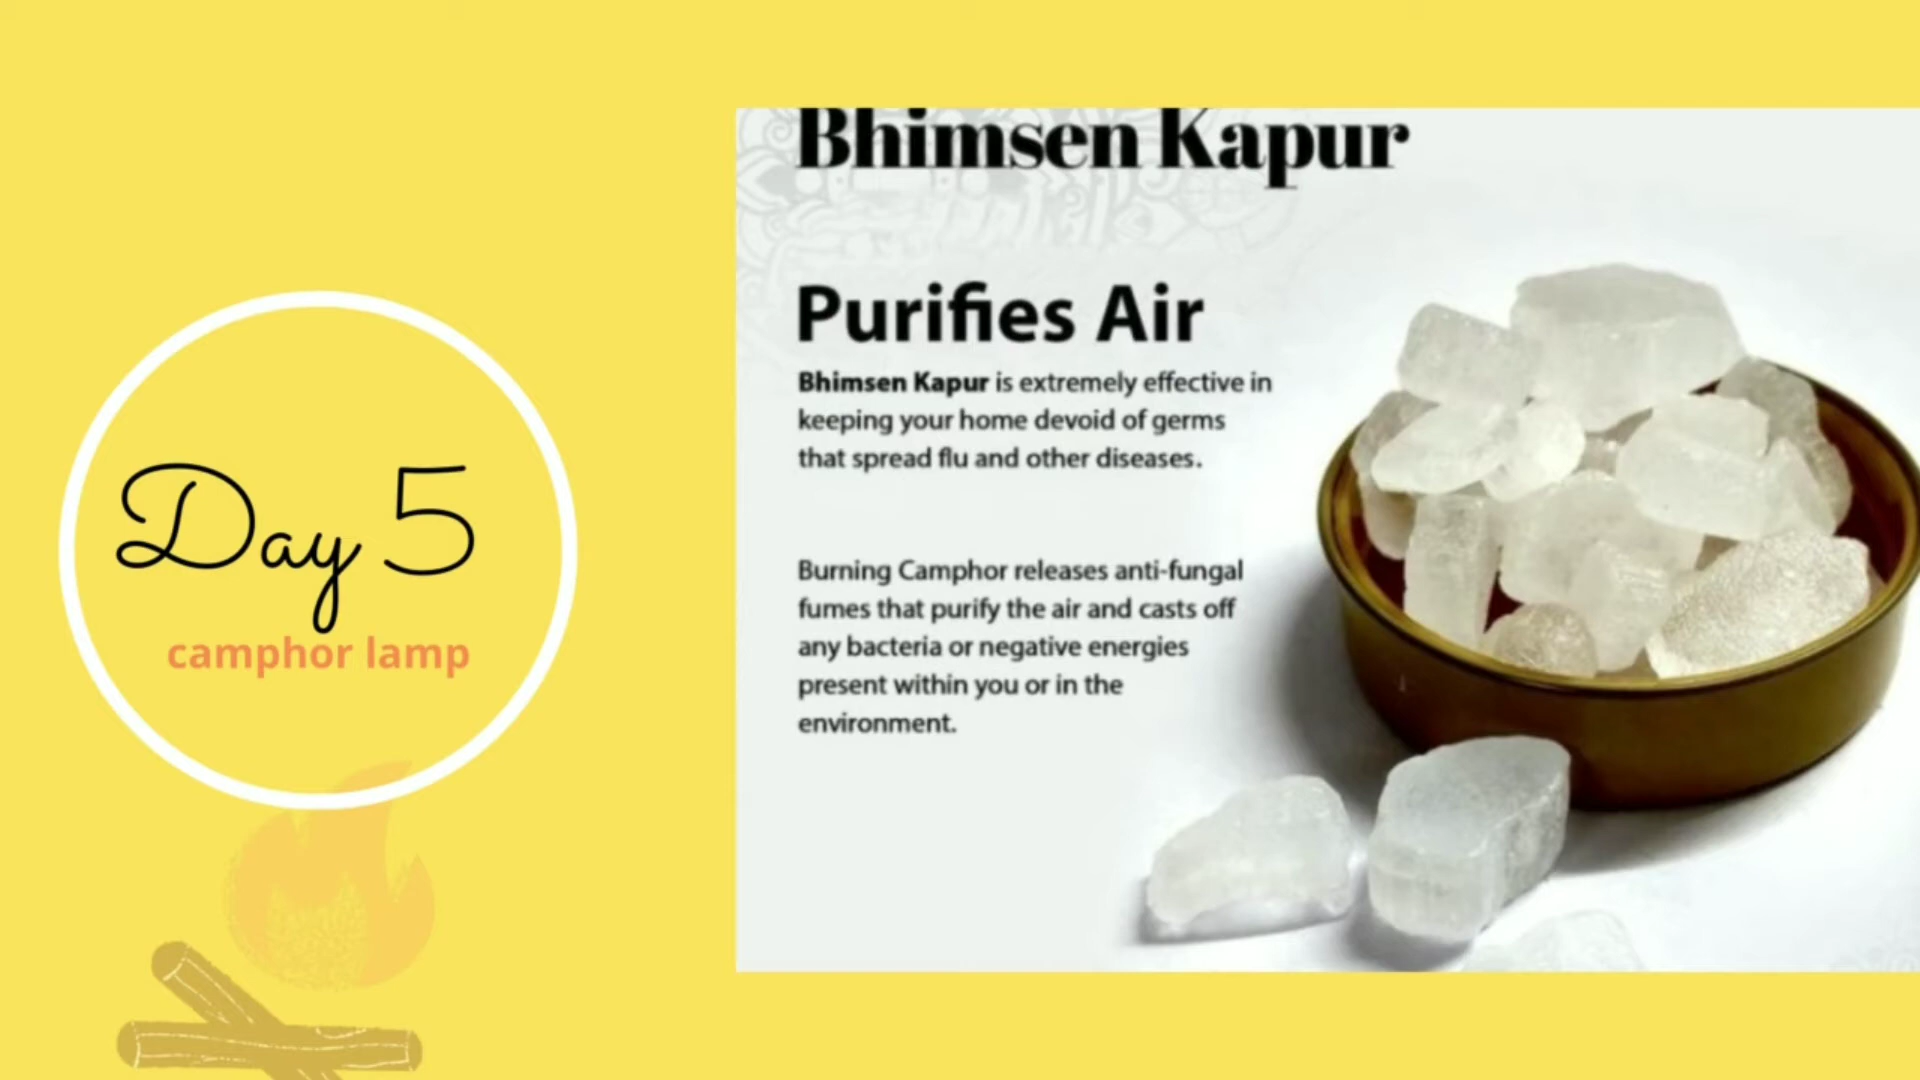 Day 5
camphor lamp
Bhimsen Kapur
Purifies Air
Bhimsen Kapur is extremely effective in
keeping your home devoid of germs
that spread flu and other diseases.
Burning Camphor releases anti-fungal
fumes that purify the air and casts off
any bacteria or negative energies
present within you or in the
environment.